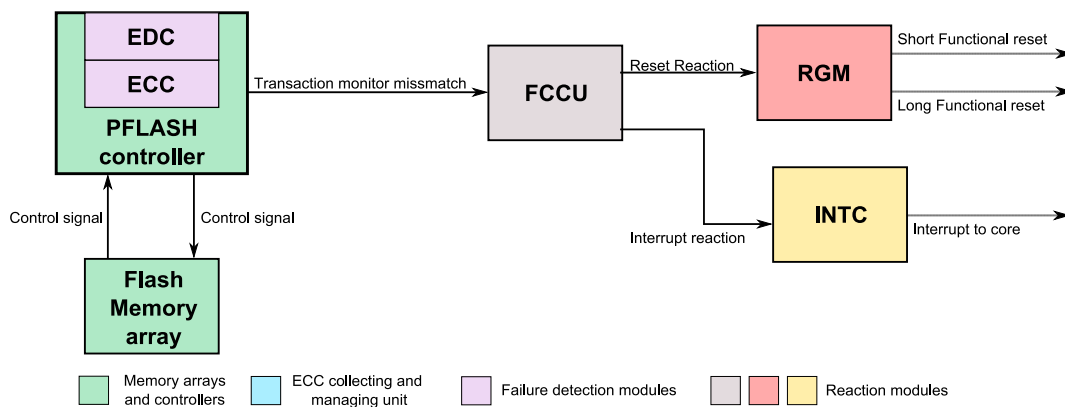 EDC
ECC
PFLASH
controller
Transaction monitor missmatch
FCCU
Reset Reaction
RGM
Short Functional reset
Long Functional reset
Control signal
Control signal
Interrupt reaction
INTC
Interrupt to core
Flash
Memory
array
Memory arrays
and controllers
ECC collecting and
managing unit
Failure detection modules
Reaction modules